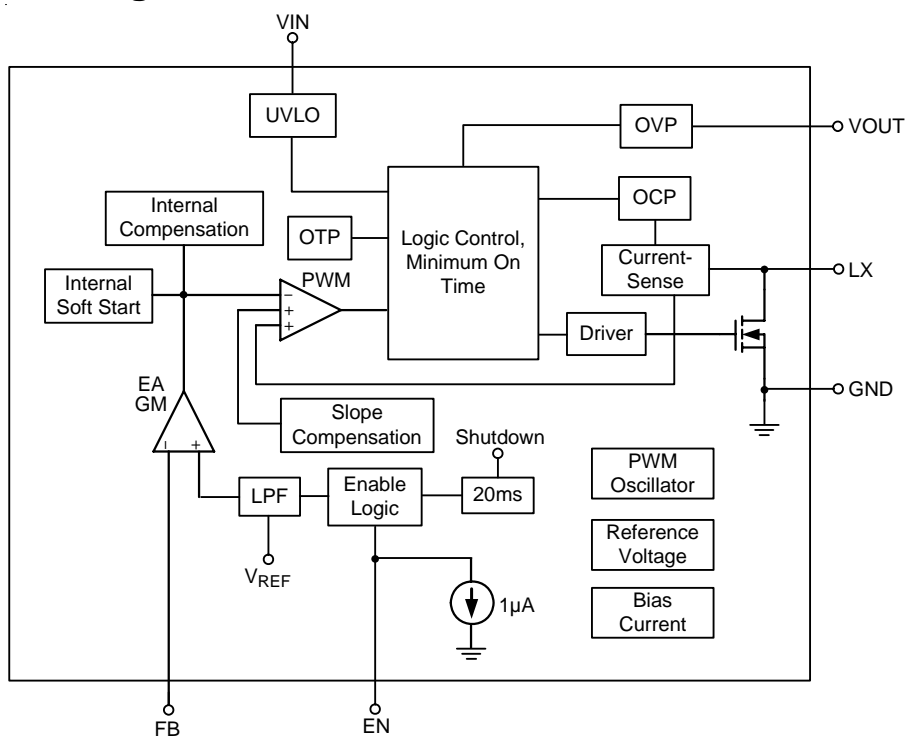 VIN
UVLO
OVP
VOUT
Internal
Compensation
OTP
Logic Control,
Minimum On
Time
OCP
Internal
Soft Start
PWM
Current-
Sense
LX
−
+
+
Driver
EA
GM
GND
Slope
Compensation
− +
Shutdown
LPF
Enable
Logic
20ms
PWM
Oscillator
VREF
Reference
Voltage
1µA
Bias
Current
FB
EN